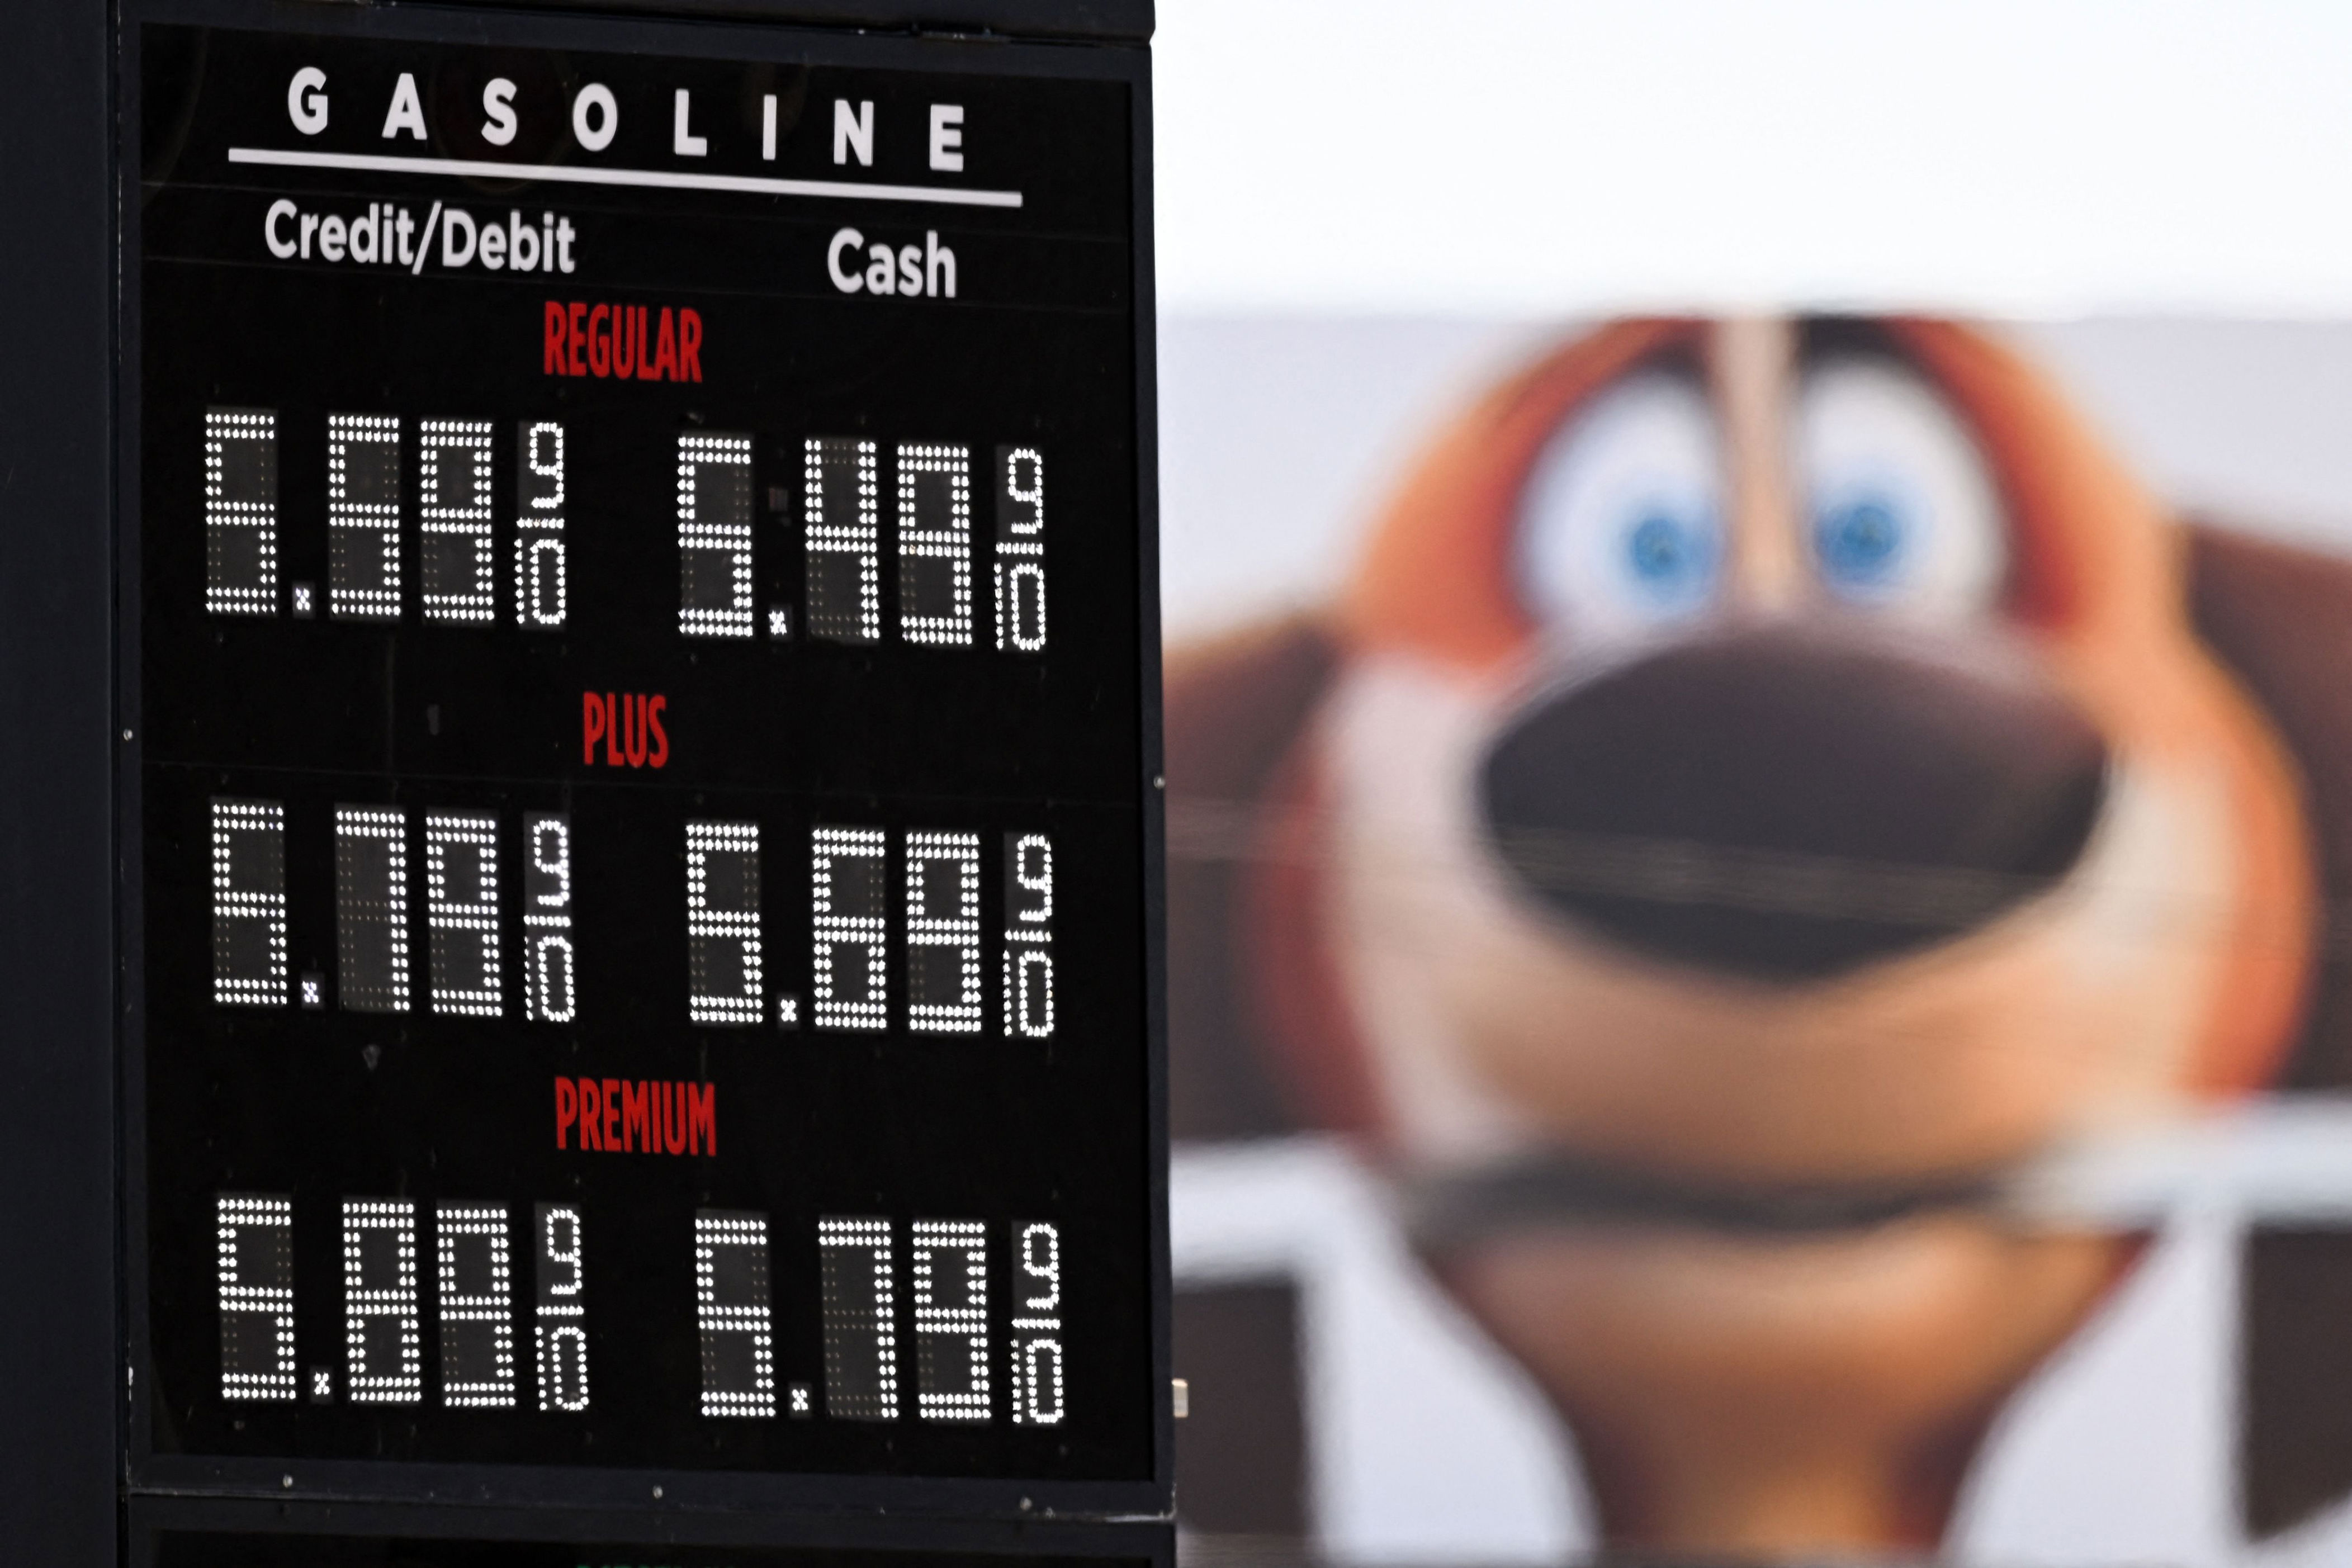 GASOLINE
Credit/Debit Cash
REGULAR
5.59 9/10 5.49 9/10
PLUS
5.79 9/10 5.69 9/10
PREMIUM
5.89 9/10 5.79 9/10